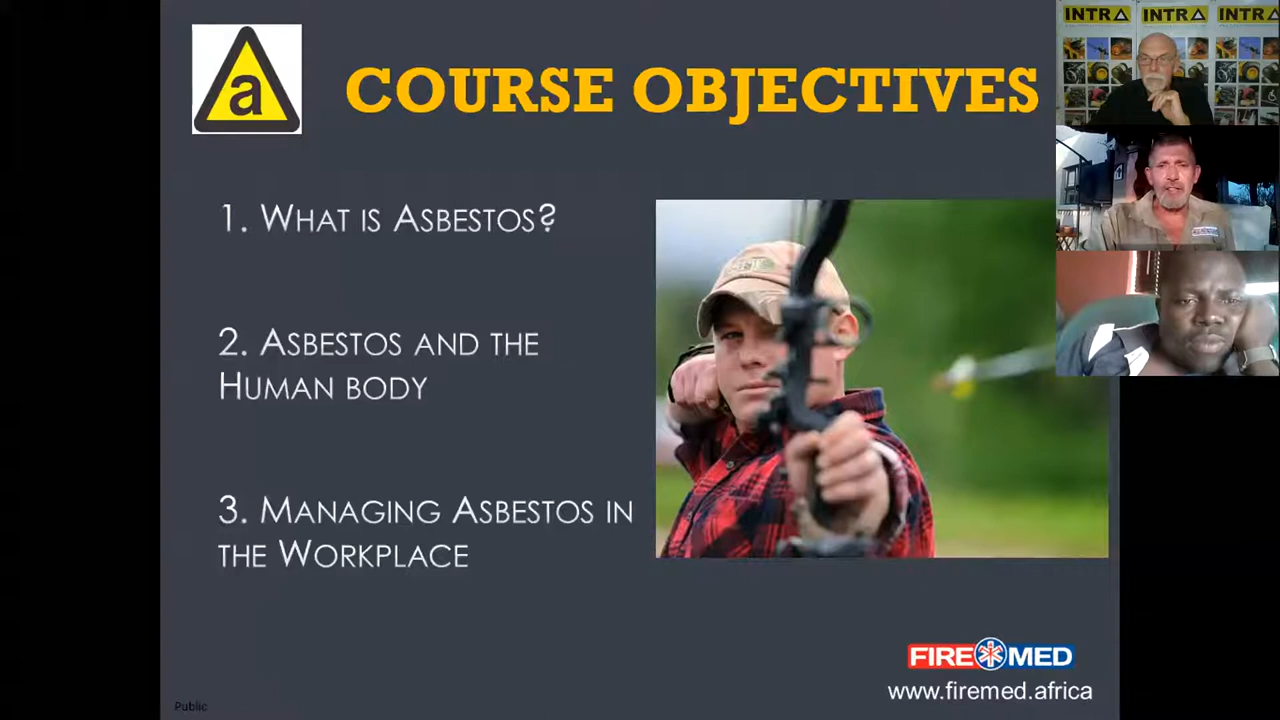 a
COURSE OBJECTIVES
1. WHAT IS ASBESTOS?
2. ASBESTOS AND THE
HUMAN BODY
3. MANAGING ASBESTOS IN
THE WORKPLACE
FIRE MED
www.firemed.africa
Public
INTRA INTRA INTRA